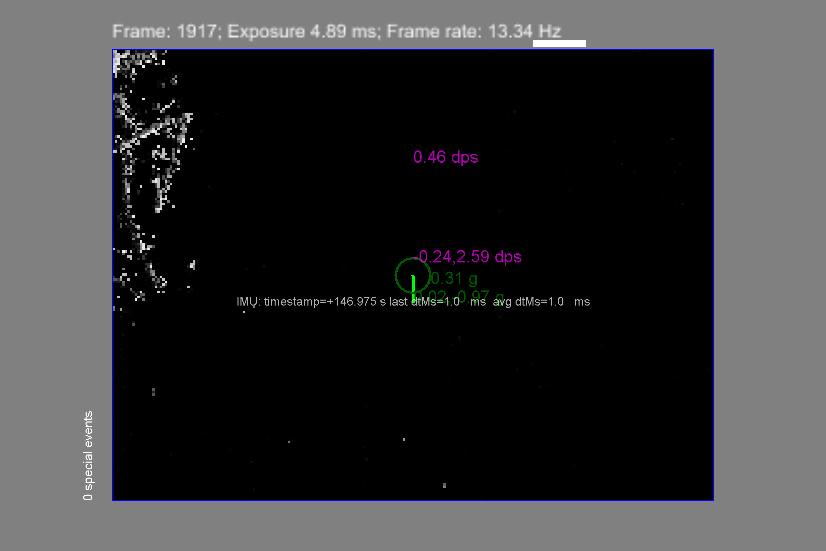 Frame: 1917; Exposure 4.89 ms; Frame rate: 13.34 Hz
0.46 dps
-0.24,2.59 dps
0.31 g
0.97 g
IMU: timestamp=+146.975 s last dtMs=1.0 ms avg dtMs=1.0 ms
0 special events